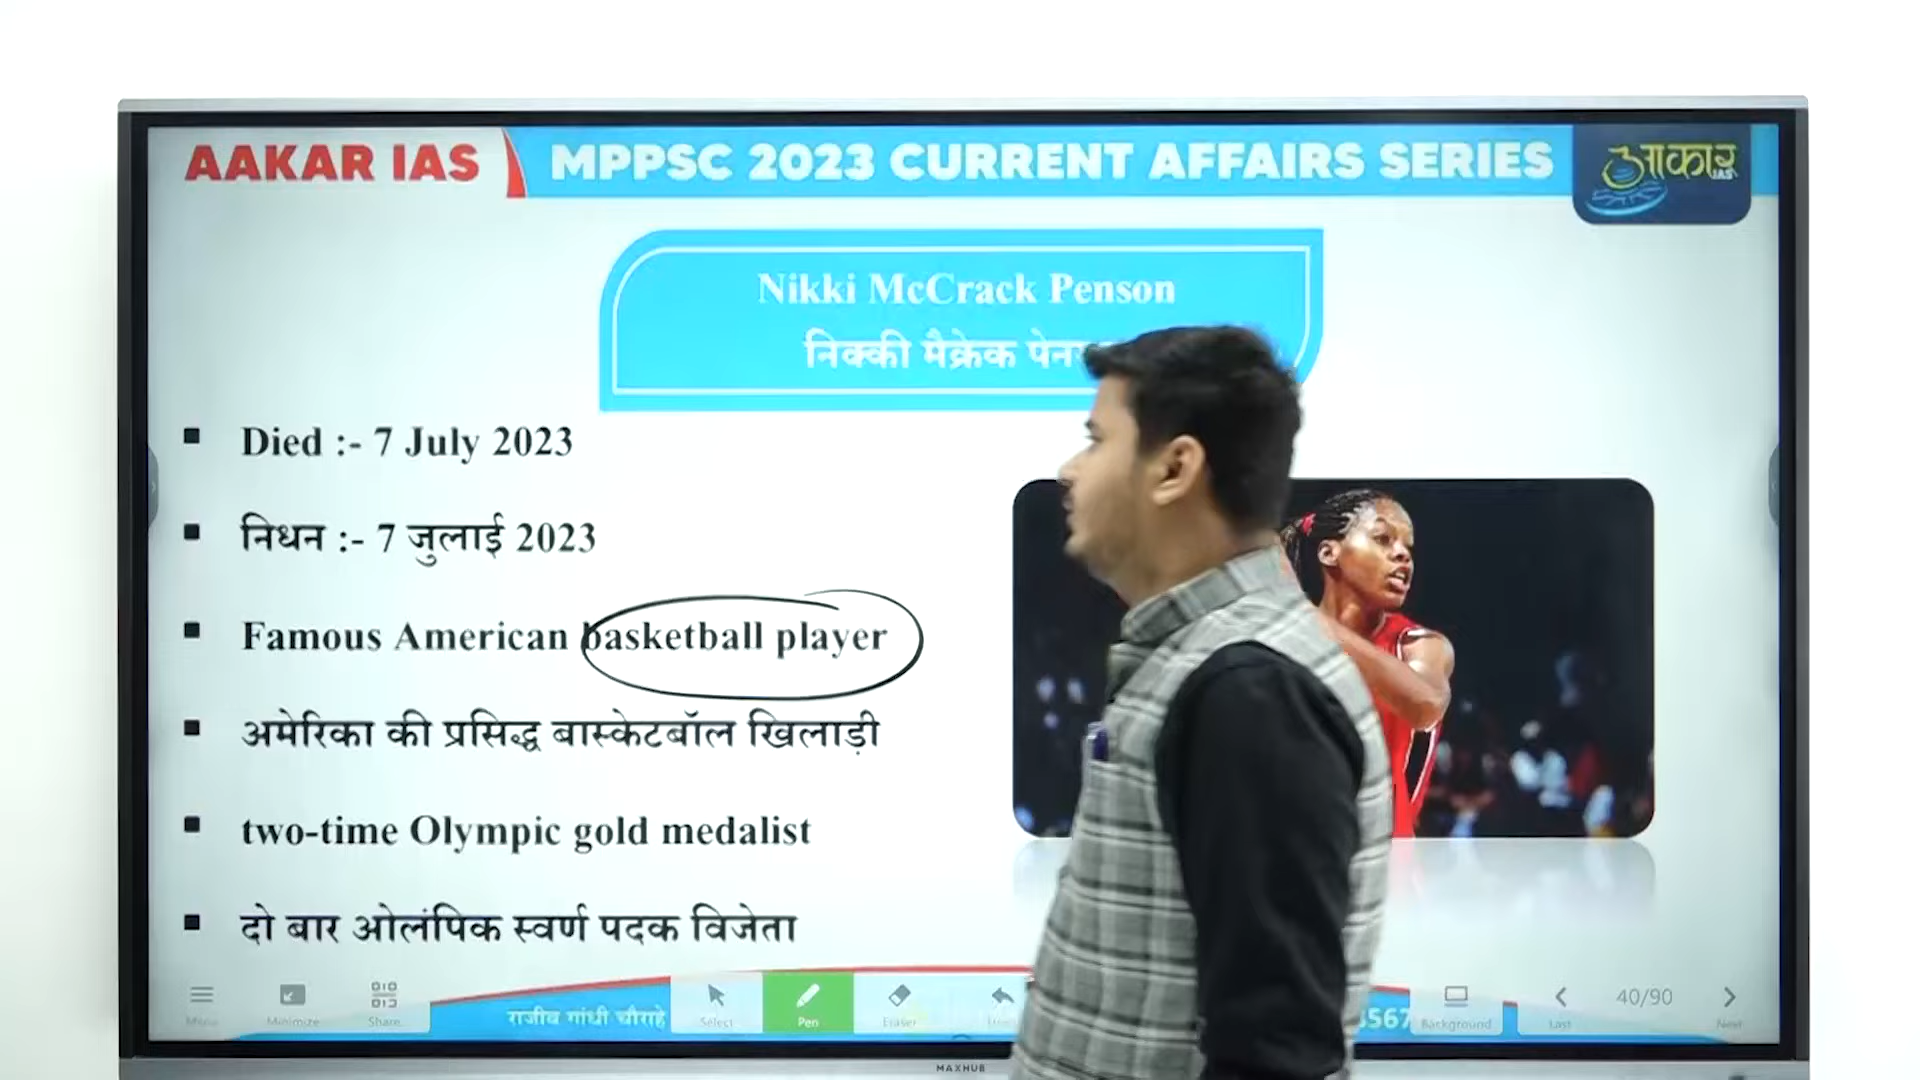 AAKAR IAS
MPPSC 2023 CURRENT AFFAIRS SERIES
आकार
IAS
Nikki McCrack Penson
निक्की मैक्रेक
Died :- 7 July 2023
निधन :- 7 जुलाई 2023
Famous American basketball player
अमेरिका की प्रसिद्ध बास्केटबॉल खिलाड़ी
two-time Olympic gold medalist
दो बार ओलंपिक स्वर्ण पदक विजेता
Menu
Minimize
Share
राजीव गांधी चौराहे
Select
Pen
Eraser
Background
Last
40/90
Next
MAXHUB